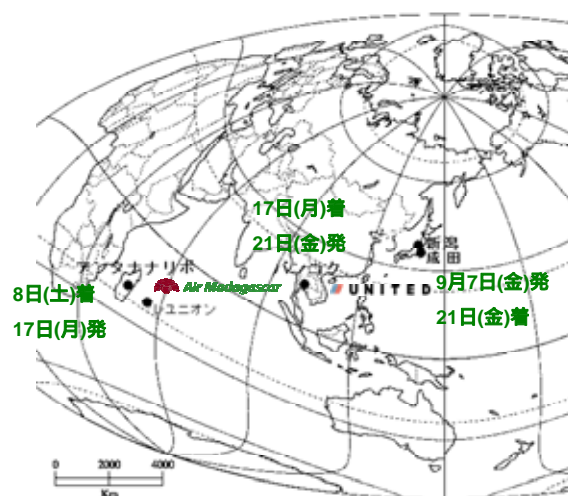 17日(月)着
21日(金)発
新潟
成田
アンタナナリボ
Air Madagascar
UNITED
9月7日(金)発
8日(土)着
レユニオン
21日(金)着
17日(月)発
0 2000 4000
Km